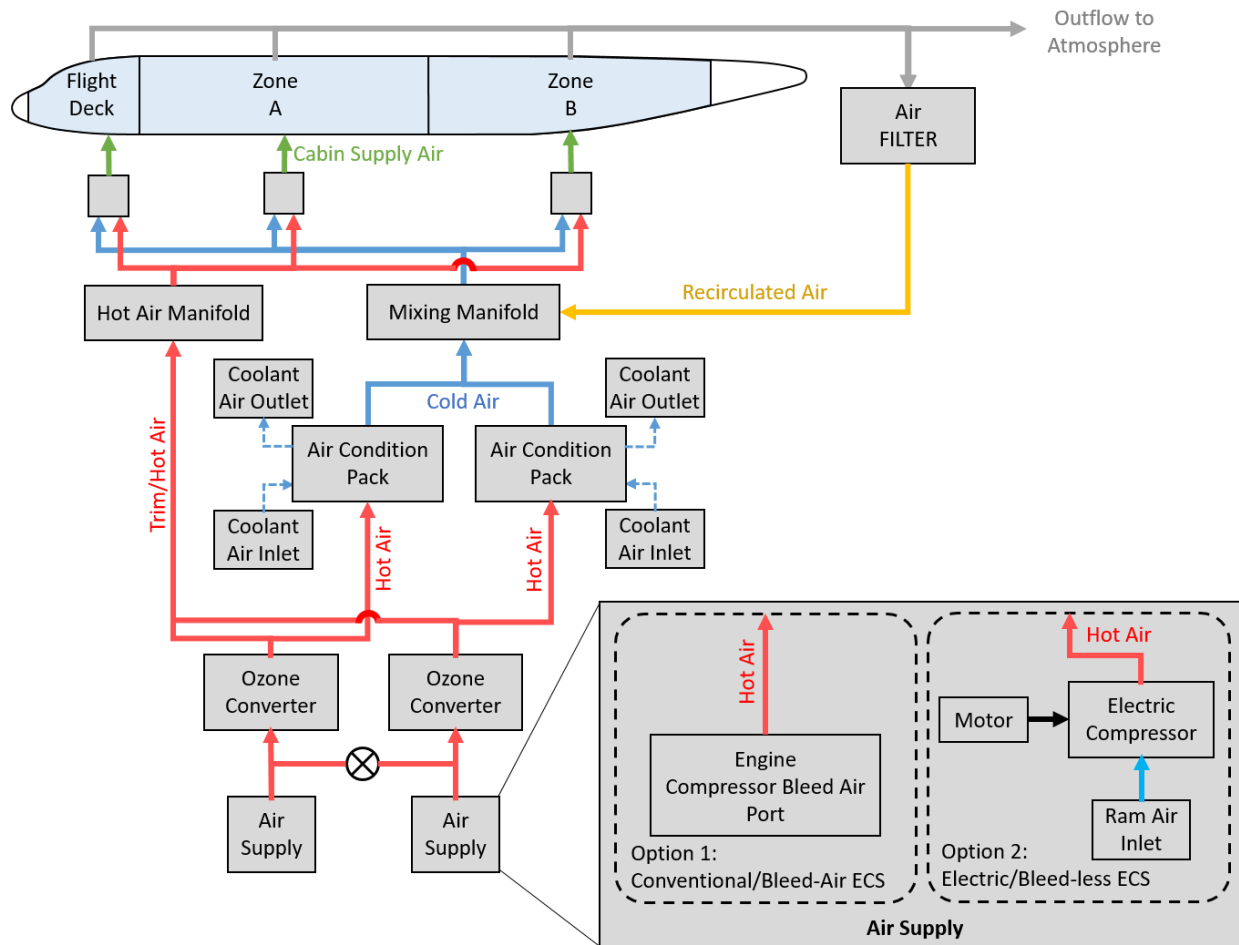 Outflow to
Atmosphere
Flight
Deck
Zone
A
Zone
B
Air
FILTER
Cabin Supply Air
Hot Air Manifold
Mixing Manifold
Recirculated Air
Coolant
Air Outlet
Cold Air
Coolant
Air Outlet
Trim/Hot Air
Air Condition
Pack
Air Condition
Pack
Coolant
Air Inlet
Hot Air
Hot Air
Coolant
Air Inlet
Ozone
Converter
Ozone
Converter
Air
Supply
Air
Supply
Hot Air
Engine
Compressor Bleed Air
Port
Option 1:
Conventional/Bleed-Air ECS
Hot Air
Motor
Electric
Compressor
Ram Air
Inlet
Option 2:
Electric/Bleed-less ECS
Air Supply